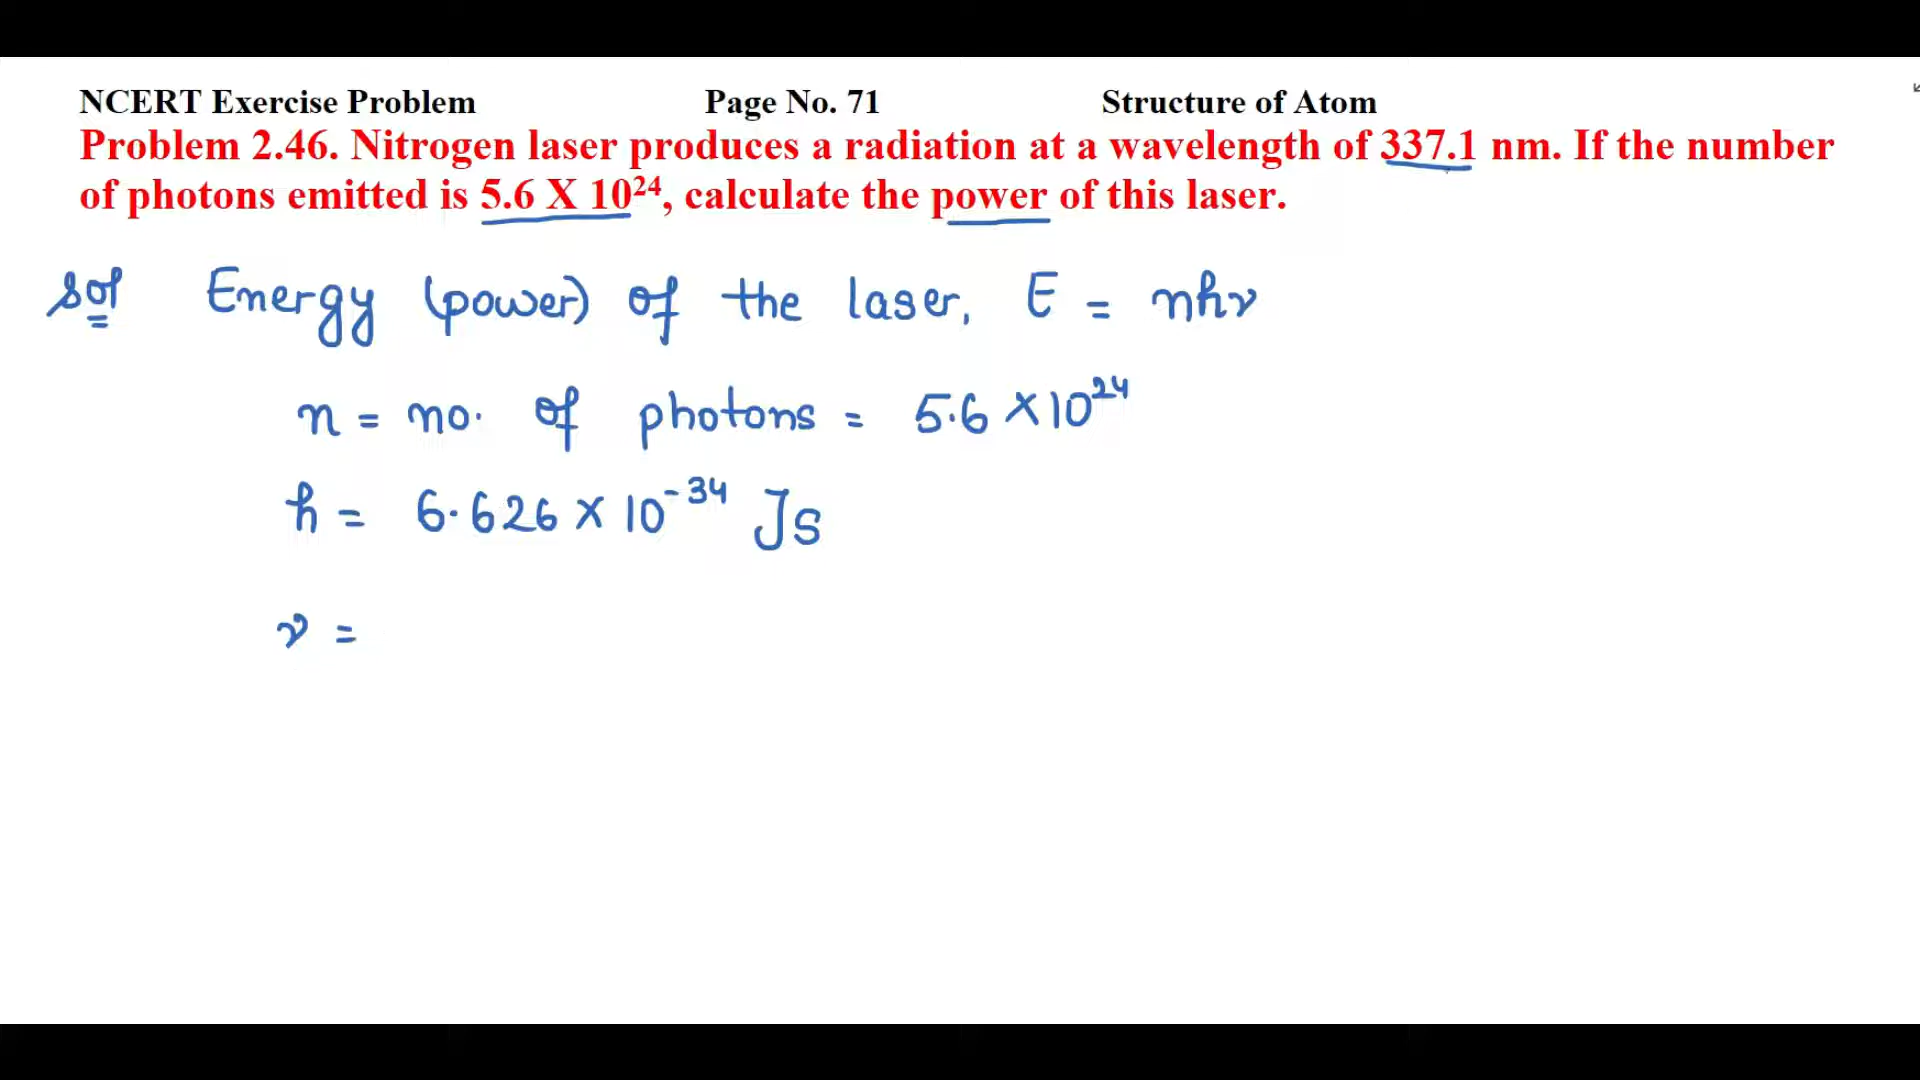 NCERT Exercise Problem Page No. 71 Structure of Atom
Problem 2.46. Nitrogen laser produces a radiation at a wavelength of 337.1 nm. If the number
of photons emitted is 5.6 X 10²⁴, calculate the power of this laser.
Sol Energy (power) of the laser, E = nhν
n = no. of photons = 5.6 × 10²⁴
h = 6.626 × 10⁻³⁴ Js
ν =